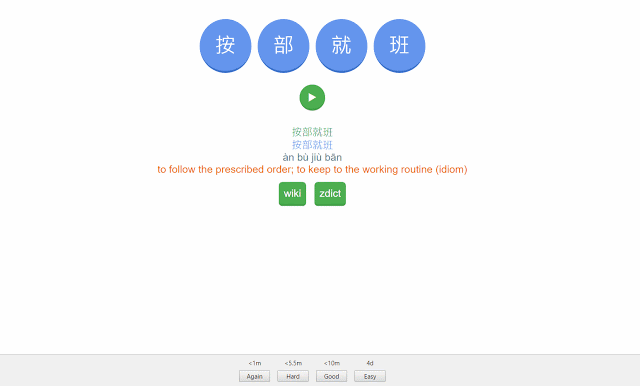 按 部 就 班
按部就班
按部就班
àn bù jiù bān
to follow the prescribed order; to keep to the working routine (idiom)
wiki zdict
<1m <5.5m <10m 4d
Again Hard Good Easy